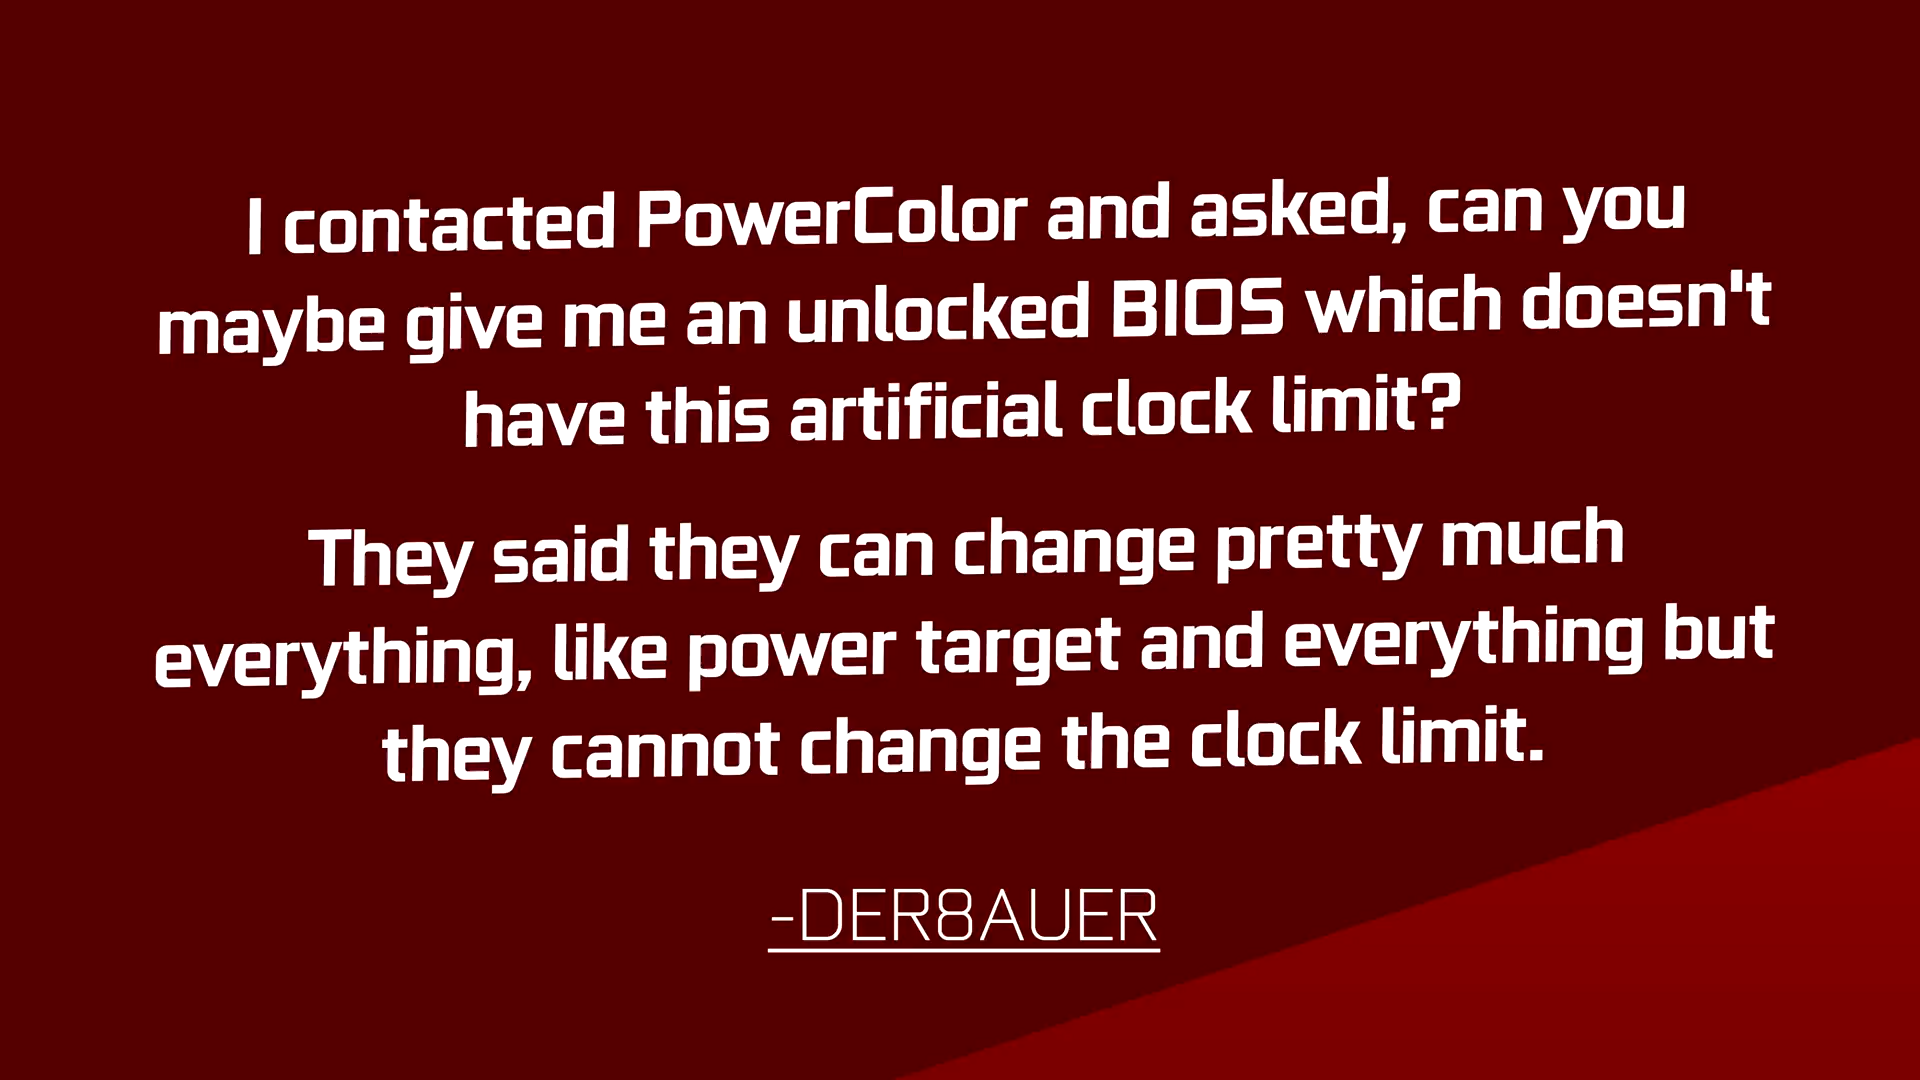 I contacted PowerColor and asked, can you
maybe give me an unlocked BIOS which doesn't
have this artificial clock limit?
They said they can change pretty much
everything, like power target and everything but
they cannot change the clock limit.
-DER8AUER